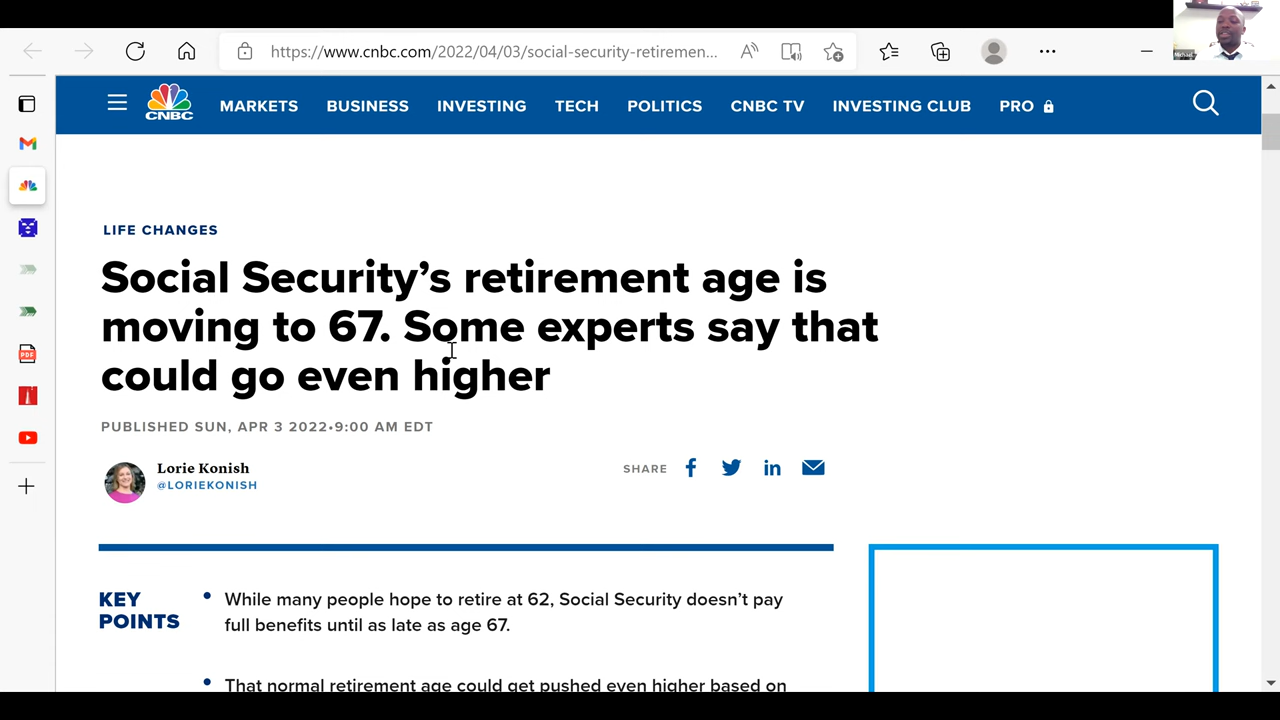 https://www.cnbc.com/2022/04/03/social-security-retiremen...
CNBC
MARKETS BUSINESS INVESTING TECH POLITICS CNBC TV INVESTING CLUB PRO
LIFE CHANGES
Social Security’s retirement age is
moving to 67. Some experts say that
could go even higher
PUBLISHED SUN, APR 3 2022•9:00 AM EDT
Lorie Konish
@LORIEKONISH
SHARE
KEY
POINTS
• While many people hope to retire at 62, Social Security doesn’t pay
full benefits until as late as age 67.
• That normal retirement age could get pushed even higher based on